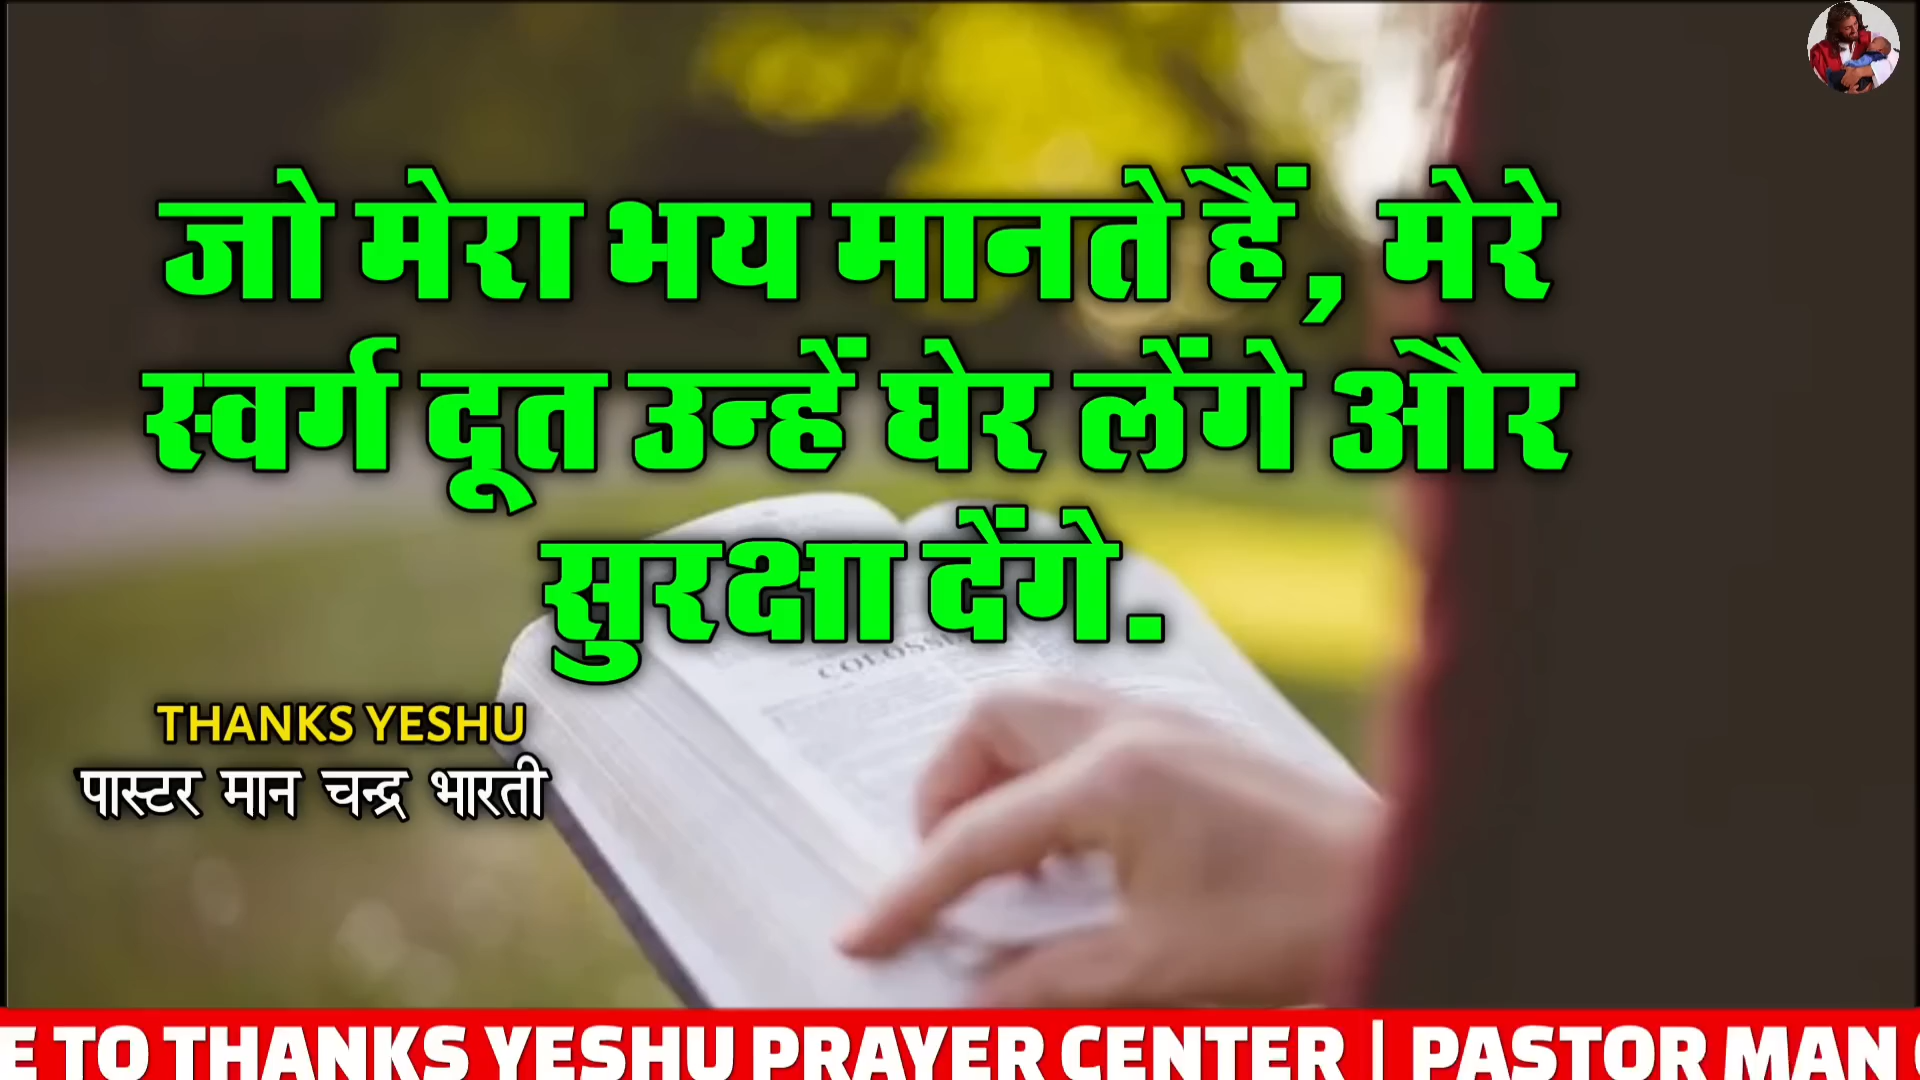 जो मेरा भय मानते हैं, मेरे
स्वर्ग दूत उन्हें घेर लेंगे और
सुरक्षा देंगे.
THANKS YESHU
पास्टर मान चन्द्र भारती
E TO THANKS YESHU PRAYER CENTER | PASTOR MAN